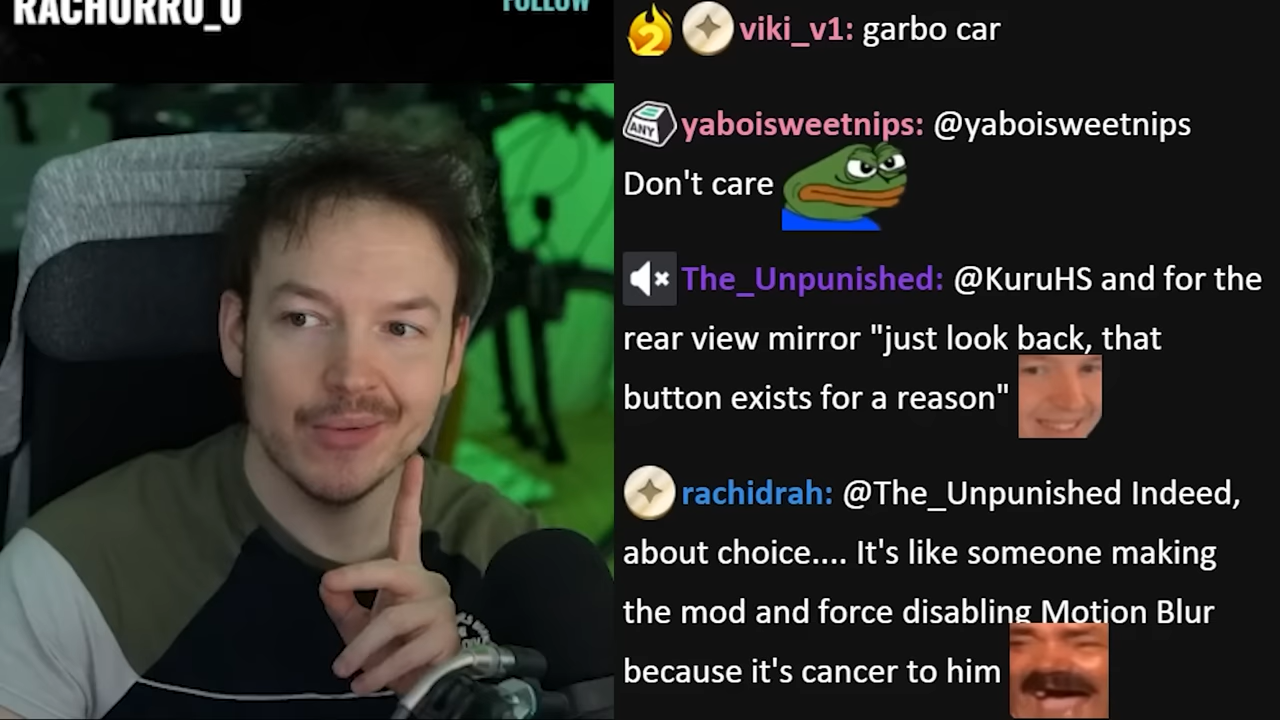 RACHURRU_U
FOLLOW
viki_v1: garbo car
ANY
yaboisweetnips: @yaboisweetnips
Don't care
The_Unpunished: @KuruHS and for the
rear view mirror "just look back, that
button exists for a reason"
rachidrah: @The_Unpunished Indeed,
about choice.... It's like someone making
the mod and force disabling Motion Blur
because it's cancer to him